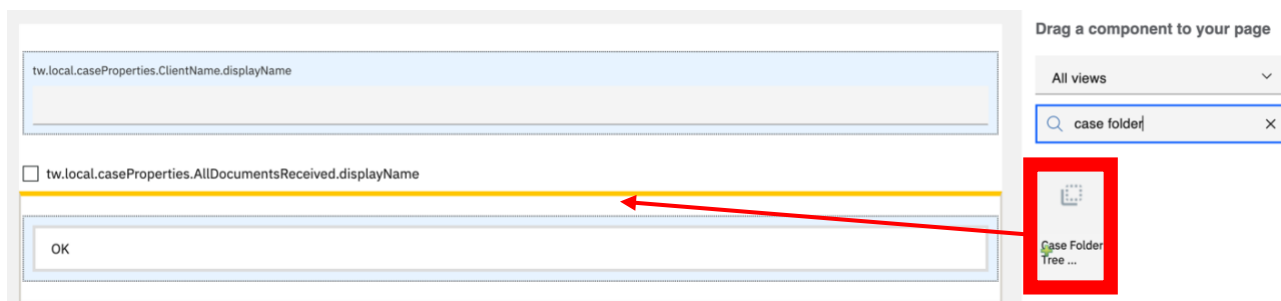 Drag a component to your page
tw.local.caseProperties.ClientName.displayName
All views
case folder
tw.local.caseProperties.AllDocumentsReceived.displayName
OK
Case Folder
Tree ...